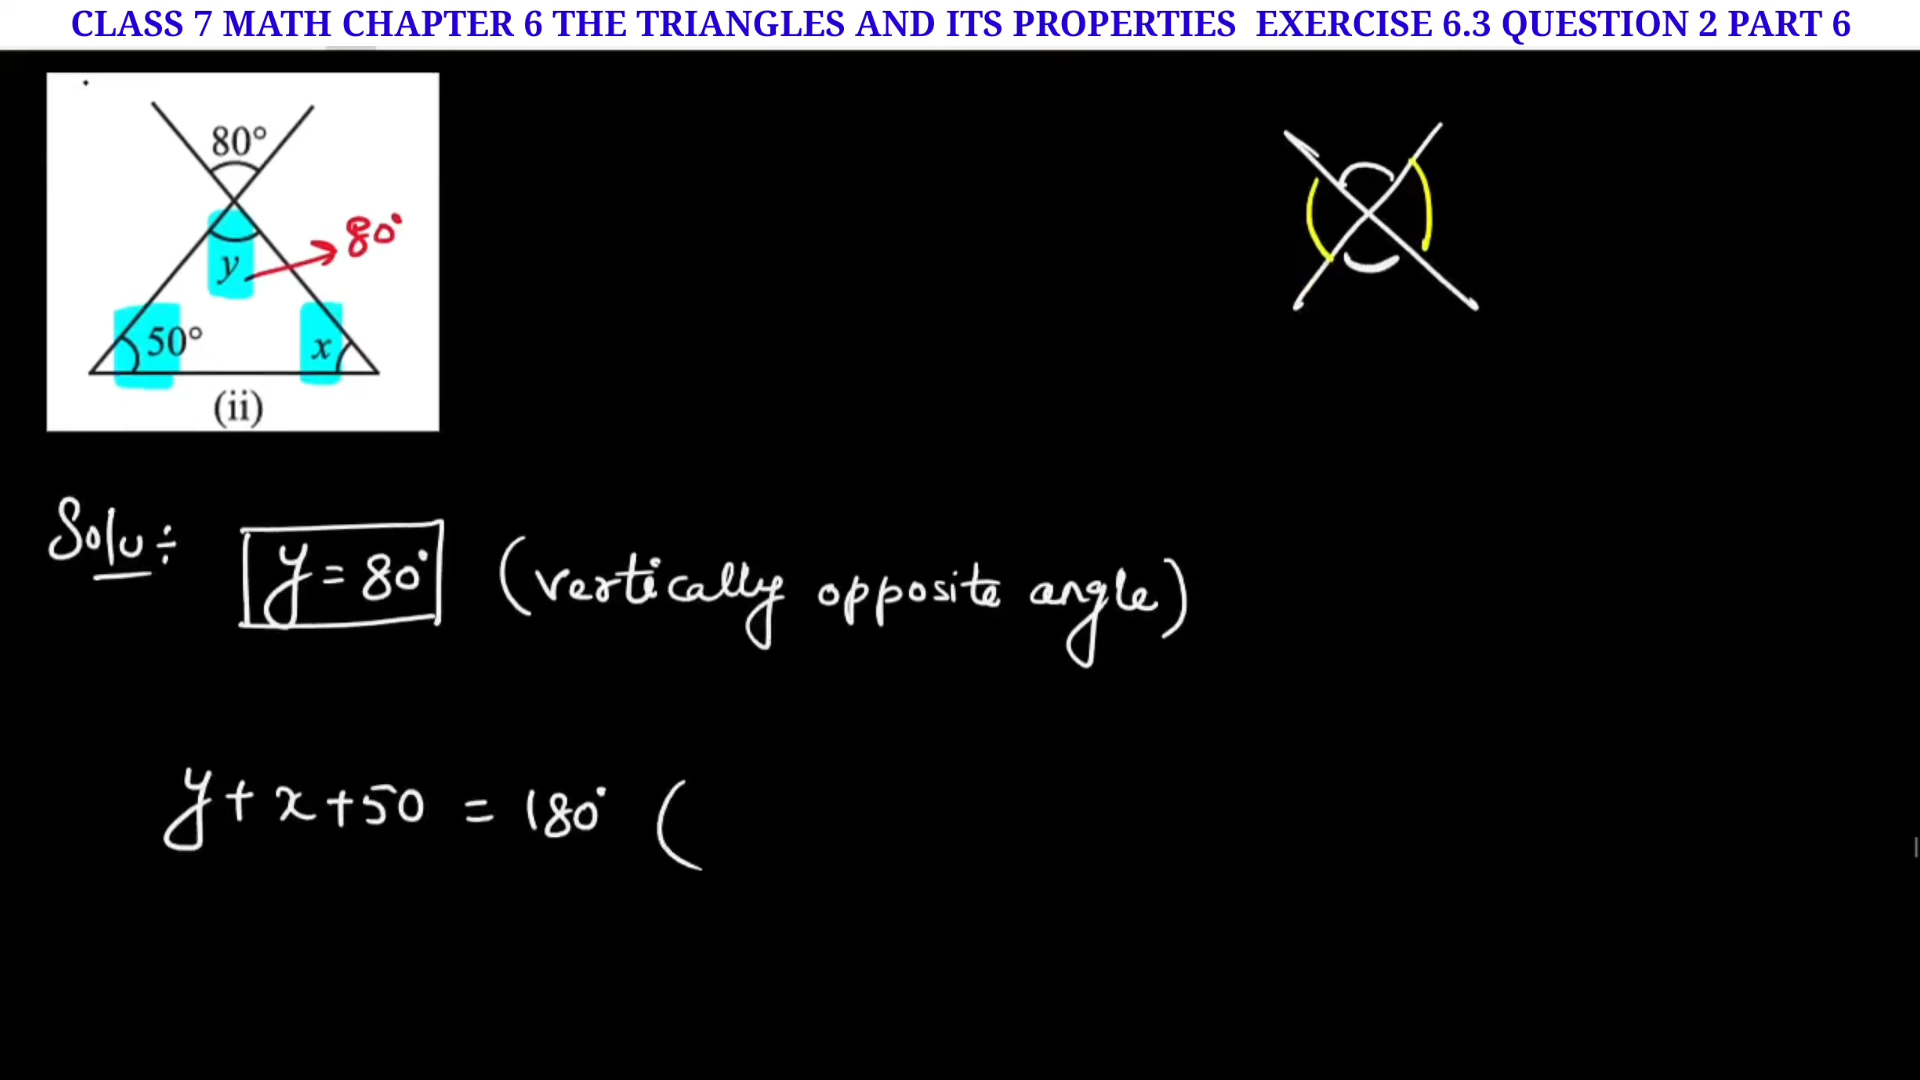 CLASS 7 MATH CHAPTER 6 THE TRIANGLES AND ITS PROPERTIES EXERCISE 6.3 QUESTION 2 PART 6
80°
y → 80°
50° x
(ii)
Solu ÷ y = 80° (vertically opposite angle)
y + x + 50 = 180° (